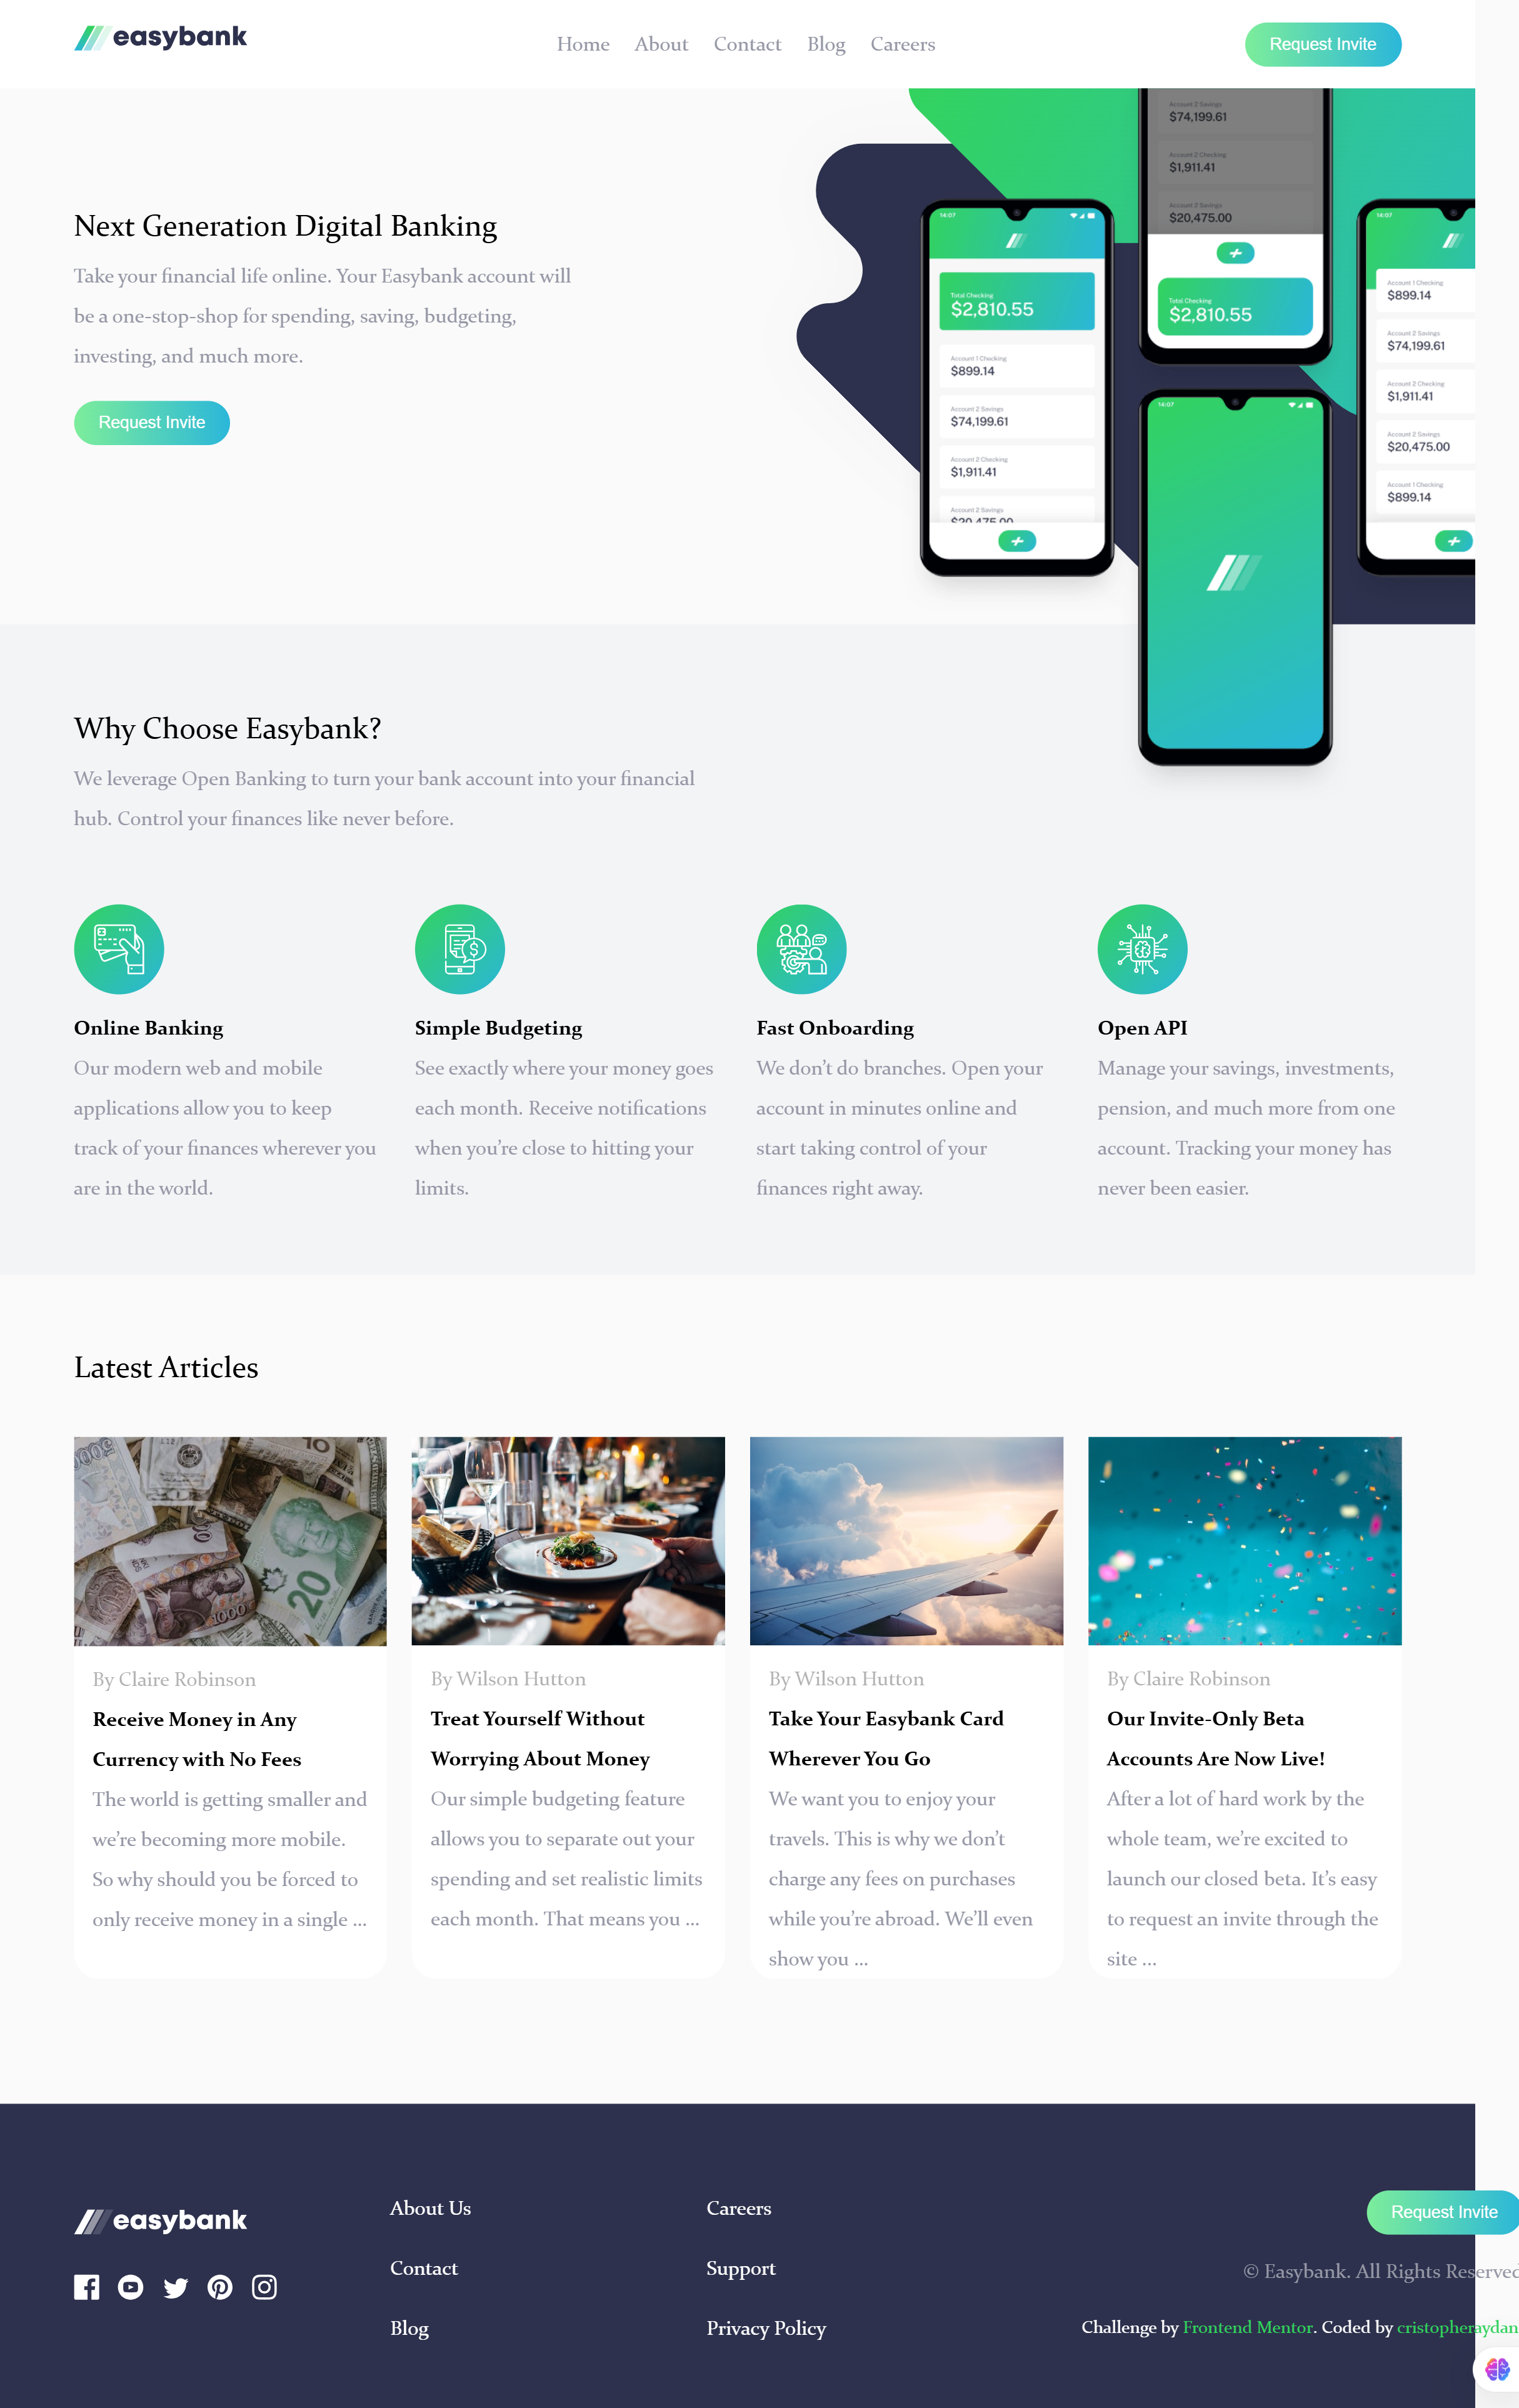 easybank
Home About Contact Blog Careers
Request Invite
Next Generation Digital Banking
Take your financial life online. Your Easybank account will
be a one-stop-shop for spending, saving, budgeting,
investing, and much more.
Request Invite
Account 2 Savings
$74,199.61
Account 2 Checking
$1,911.41
Account 2 Savings
$20,475.00
Total Checking
$2,810.55
14:07
Total Checking
$2,810.55
Account 1 Checking
$899.14
Account 2 Savings
$74,199.61
Account 2 Checking
$1,911.41
Account 2 Savings
$20,475.00
14:07
Account 1 Checking
$899.14
Account 2 Savings
$74,199.61
Account 2 Checking
$1,911.41
Account 2 Savings
$20,475.00
Account 1 Checking
$899.14
14:07
Why Choose Easybank?
We leverage Open Banking to turn your bank account into your financial
hub. Control your finances like never before.
Online Banking
Our modern web and mobile
applications allow you to keep
track of your finances wherever you
are in the world.
Simple Budgeting
See exactly where your money goes
each month. Receive notifications
when you’re close to hitting your
limits.
Fast Onboarding
We don’t do branches. Open your
account in minutes online and
start taking control of your
finances right away.
Open API
Manage your savings, investments,
pension, and much more from one
account. Tracking your money has
never been easier.
Latest Articles
10
20
1000
By Claire Robinson
Receive Money in Any
Currency with No Fees
The world is getting smaller and
we’re becoming more mobile.
So why should you be forced to
only receive money in a single ...
By Wilson Hutton
Treat Yourself Without
Worrying About Money
Our simple budgeting feature
allows you to separate out your
spending and set realistic limits
each month. That means you ...
By Wilson Hutton
Take Your Easybank Card
Wherever You Go
We want you to enjoy your
travels. This is why we don’t
charge any fees on purchases
while you’re abroad. We’ll even
show you ...
By Claire Robinson
Our Invite-Only Beta
Accounts Are Now Live!
After a lot of hard work by the
whole team, we’re excited to
launch our closed beta. It’s easy
to request an invite through the
site ...
easybank
About Us
Contact
Blog
Careers
Support
Privacy Policy
Request Invite
© Easybank. All Rights Reserved
Challenge by Frontend Mentor. Coded by cristopheraydan